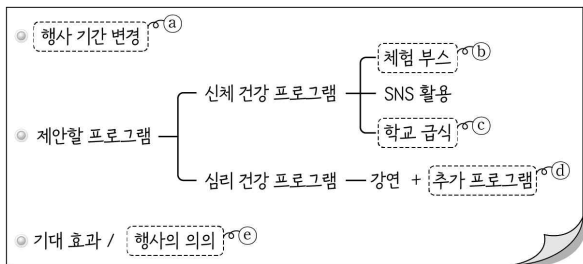 행사 기간 변경 ⓐ
체험 부스 ⓑ
신체 건강 프로그램 SNS 활용
제안할 프로그램 학교 급식 ⓒ
심리 건강 프로그램 강연 + 추가 프로그램 ⓓ
기대 효과 / 행사의 의의 ⓔ